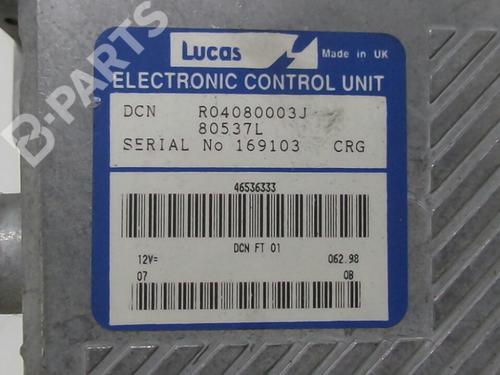 B-PARTS
Lucas
Made in UK
ELECTRONIC CONTROL UNIT
DCN R04080003J
80537L
SERIAL No 169103 CRG
46536333
DCN FT 01
12V= 062.98
07 0B